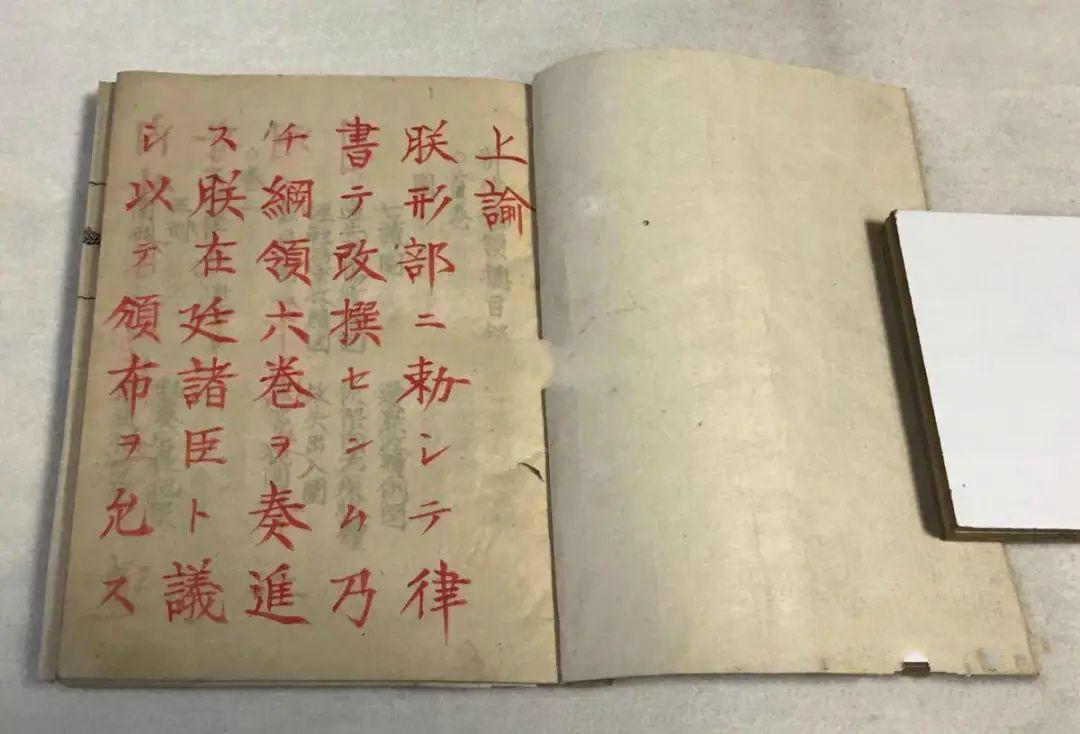 上諭
朕形部ニ勅シテ律
書テ改撰セシム乃
チ綱領六巻ヲ奏進
ス朕在廷諸臣ト議
シ以テ頒布ヲ允ス